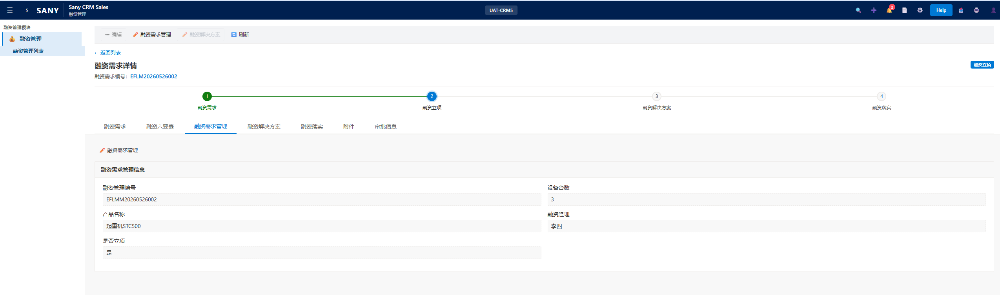 S SANY Sany CRM Sales
融资管理
UAT-CRM5
2
Help
融资管理模块
融资管理
融资管理列表
编辑 融资需求管理 融资解决方案 刷新
← 返回列表
融资需求详情
融资立项
融资需求编号: EFLM20260526002
1 2 3 4
融资需求 融资立项 融资解决方案 融资落实
融资需求 融资六要素 融资需求管理 融资解决方案 融资落实 附件 审批信息
融资需求管理
融资需求管理信息
融资管理编号 设备台数
EFLMM20260526002 3
产品名称 融资经理
起重机STC500 李四
是否立项
是